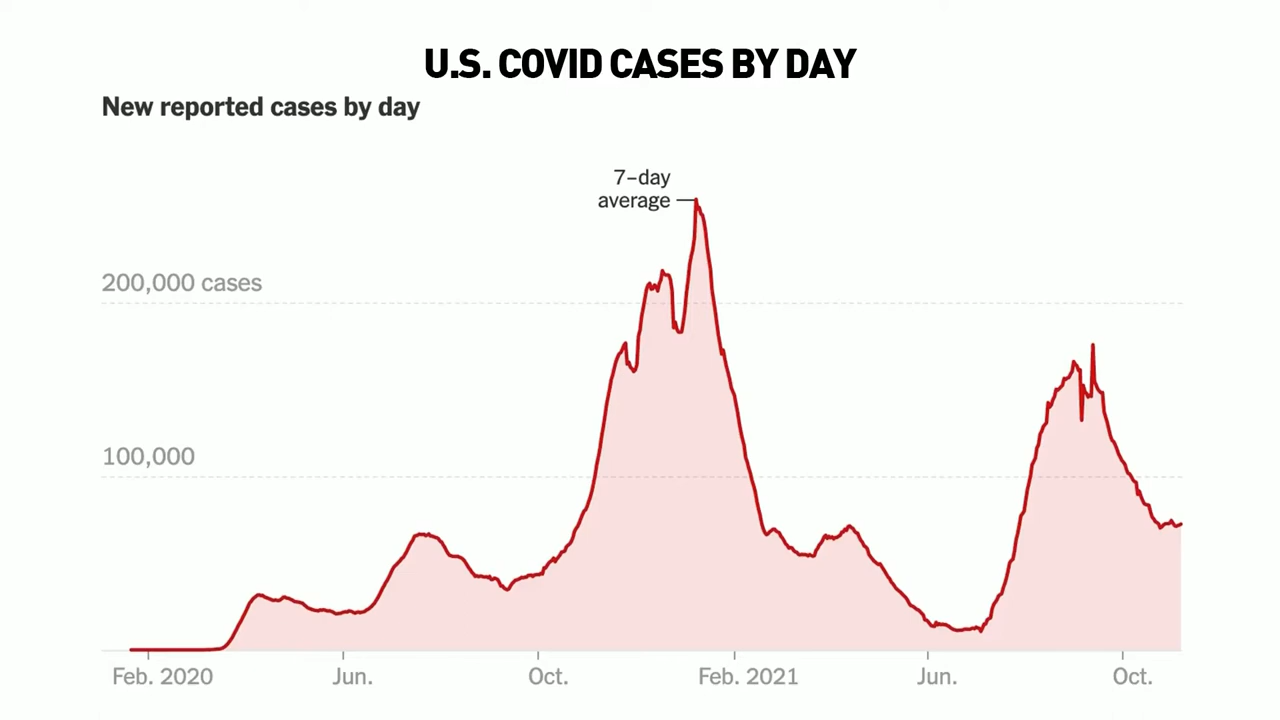 U.S. COVID CASES BY DAY
New reported cases by day
7–day
average
200,000 cases
100,000
Feb. 2020 Jun. Oct. Feb. 2021 Jun. Oct.